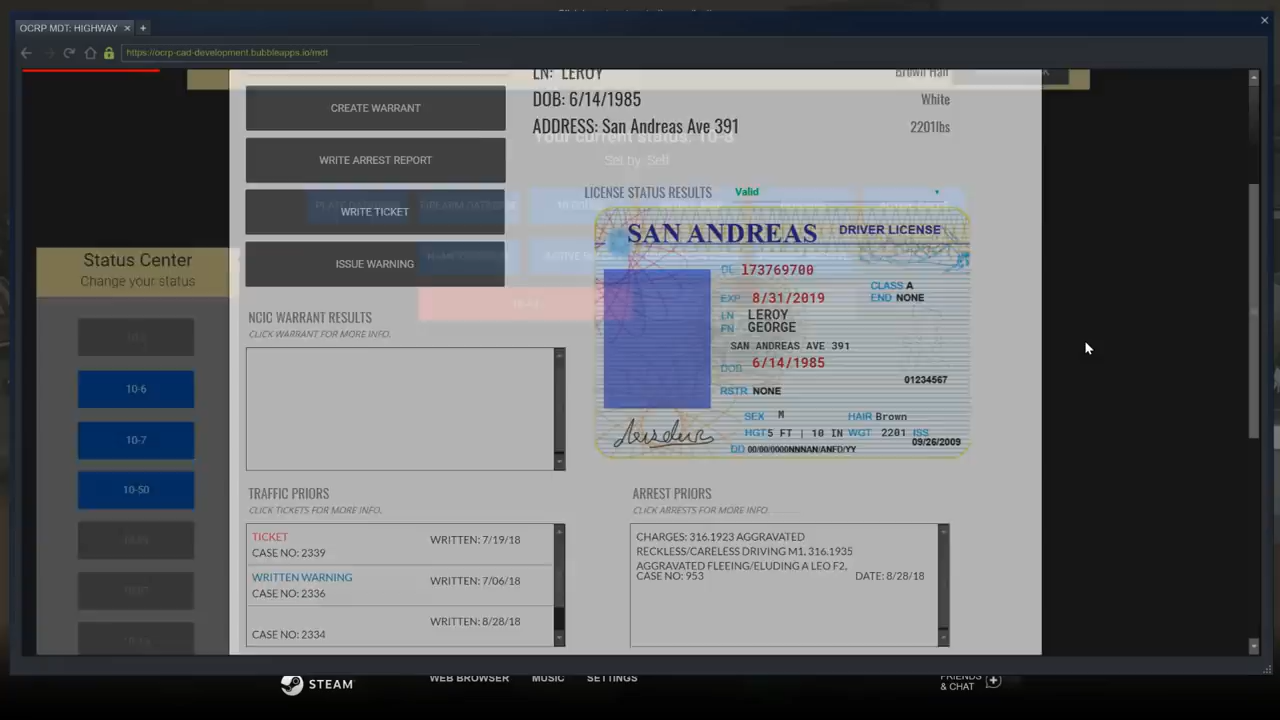 OCRP MDT: HIGHWAY × +
https://ocrp-cad-development.bubbleapps.io/mdt
LN: LEROY
Brown Hair
CREATE WARRANT
DOB: 6/14/1985
White
ADDRESS: San Andreas Ave 391
2201lbs
Your current status: 10-8
WRITE ARREST REPORT
Set by: Self
LICENSE STATUS RESULTS
Valid
WRITE TICKET
SAN ANDREAS
DRIVER LICENSE
Status Center
Change your status
ISSUE WARNING
DL 173769700
CLASS A
END NONE
EXP 8/31/2019
NCIC WARRANT RESULTS
CLICK WARRANT FOR MORE INFO.
LN LEROY
FN GEORGE
SAN ANDREAS AVE 391
DOB 6/14/1985
01234567
RSTR NONE
10-6
SEX M
HAIR Brown
10-7
HGT 5 FT | 10 IN WGT 2201 ISS
09/26/2009
DD 00/00/0000NNNAN/ANFD/YY
10-50
TRAFFIC PRIORS
CLICK TICKETS FOR MORE INFO.
ARREST PRIORS
CLICK ARRESTS FOR MORE INFO.
TICKET
WRITTEN: 7/19/18
CASE NO: 2339
WRITTEN WARNING
WRITTEN: 7/06/18
CASE NO: 2336
WRITTEN: 8/28/18
CASE NO: 2334
CHARGES: 316.1923 AGGRAVATED
RECKLESS/CARELESS DRIVING M1, 316.1935
AGGRAVATED FLEEING/ELUDING A LEO F2,
CASE NO: 953
DATE: 8/28/18
STEAM
WEB BROWSER
MUSIC
SETTINGS
FRIENDS
& CHAT